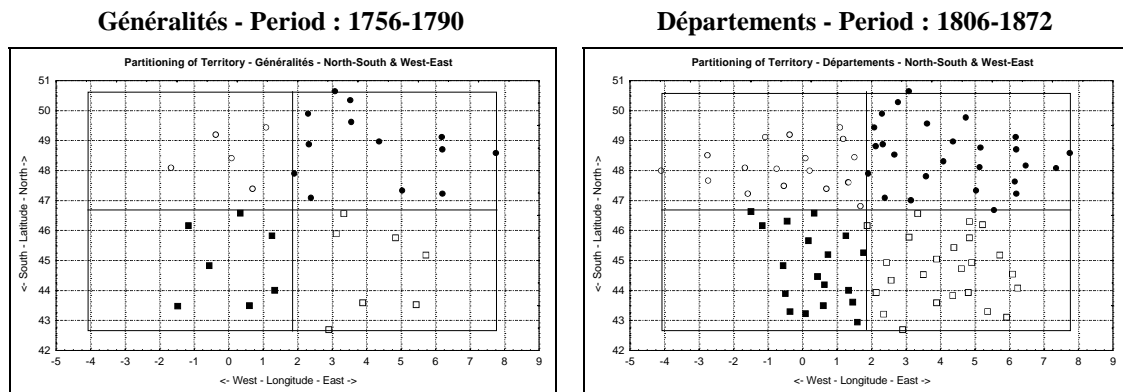 Généralités - Period : 1756-1790
Départements - Period : 1806-1872
Partitioning of Territory - Généralités - North-South & West-East
51
50
49
48
47
46
45
44
43
42
<- South - Latitude - North ->
-5 -4 -3 -2 -1 0 1 2 3 4 5 6 7 8 9
<- West - Longitude - East ->
Partitioning of Territory - Départements - North-South & West-East
51
50
49
48
47
46
45
44
43
42
<- South - Latitude - North ->
-5 -4 -3 -2 -1 0 1 2 3 4 5 6 7 8 9
<- West - Longitude - East ->